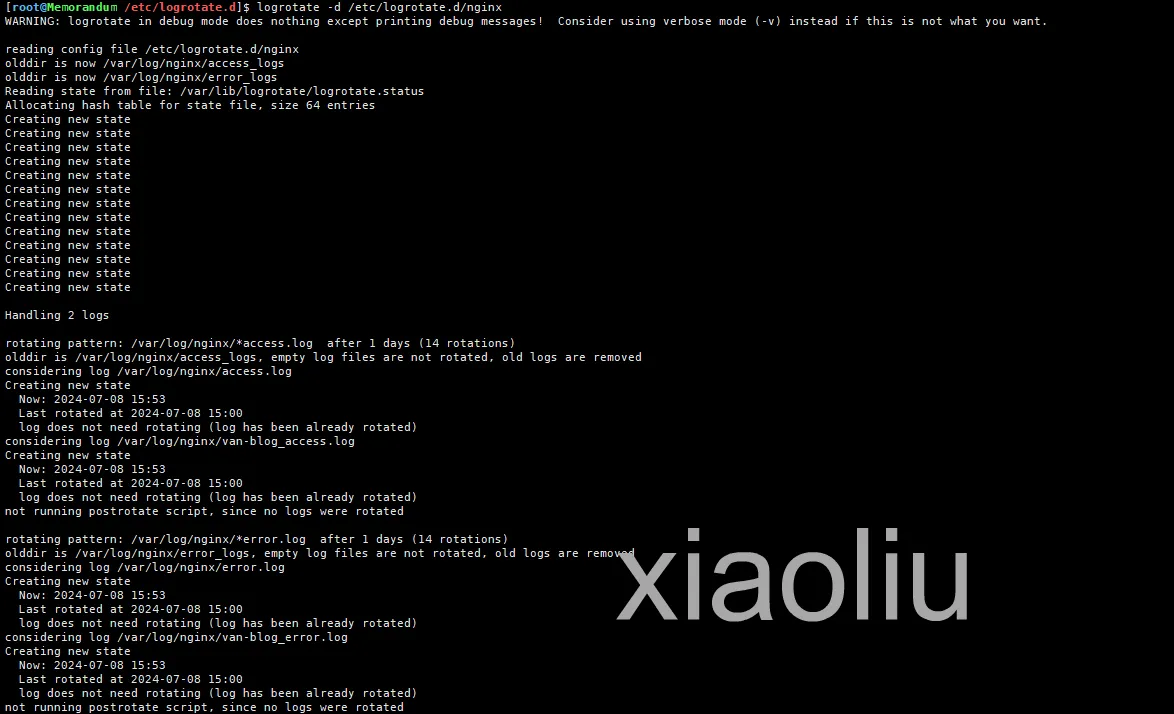 [root@Memorandum /etc/logrotate.d]$ logrotate -d /etc/logrotate.d/nginx
WARNING: logrotate in debug mode does nothing except printing debug messages!  Consider using verbose mode (-v) instead if this is not what you want.

reading config file /etc/logrotate.d/nginx
olddir is now /var/log/nginx/access_logs
olddir is now /var/log/nginx/error_logs
Reading state from file: /var/lib/logrotate/logrotate.status
Allocating hash table for state file, size 64 entries
Creating new state
Creating new state
Creating new state
Creating new state
Creating new state
Creating new state
Creating new state
Creating new state
Creating new state
Creating new state
Creating new state
Creating new state
Creating new state

Handling 2 logs

rotating pattern: /var/log/nginx/*access.log  after 1 days (14 rotations)
olddir is /var/log/nginx/access_logs, empty log files are not rotated, old logs are removed
considering log /var/log/nginx/access.log
Creating new state
  Now: 2024-07-08 15:53
  Last rotated at 2024-07-08 15:00
  log does not need rotating (log has been already rotated)
considering log /var/log/nginx/van-blog_access.log
Creating new state
  Now: 2024-07-08 15:53
  Last rotated at 2024-07-08 15:00
  log does not need rotating (log has been already rotated)
not running postrotate script, since no logs were rotated

rotating pattern: /var/log/nginx/*error.log  after 1 days (14 rotations)
olddir is /var/log/nginx/error_logs, empty log files are not rotated, old logs are removed
considering log /var/log/nginx/error.log
Creating new state
  Now: 2024-07-08 15:53
  Last rotated at 2024-07-08 15:00
  log does not need rotating (log has been already rotated)
considering log /var/log/nginx/van-blog_error.log
Creating new state
  Now: 2024-07-08 15:53
  Last rotated at 2024-07-08 15:00
  log does not need rotating (log has been already rotated)
not running postrotate script, since no logs were rotated
xiaoliu